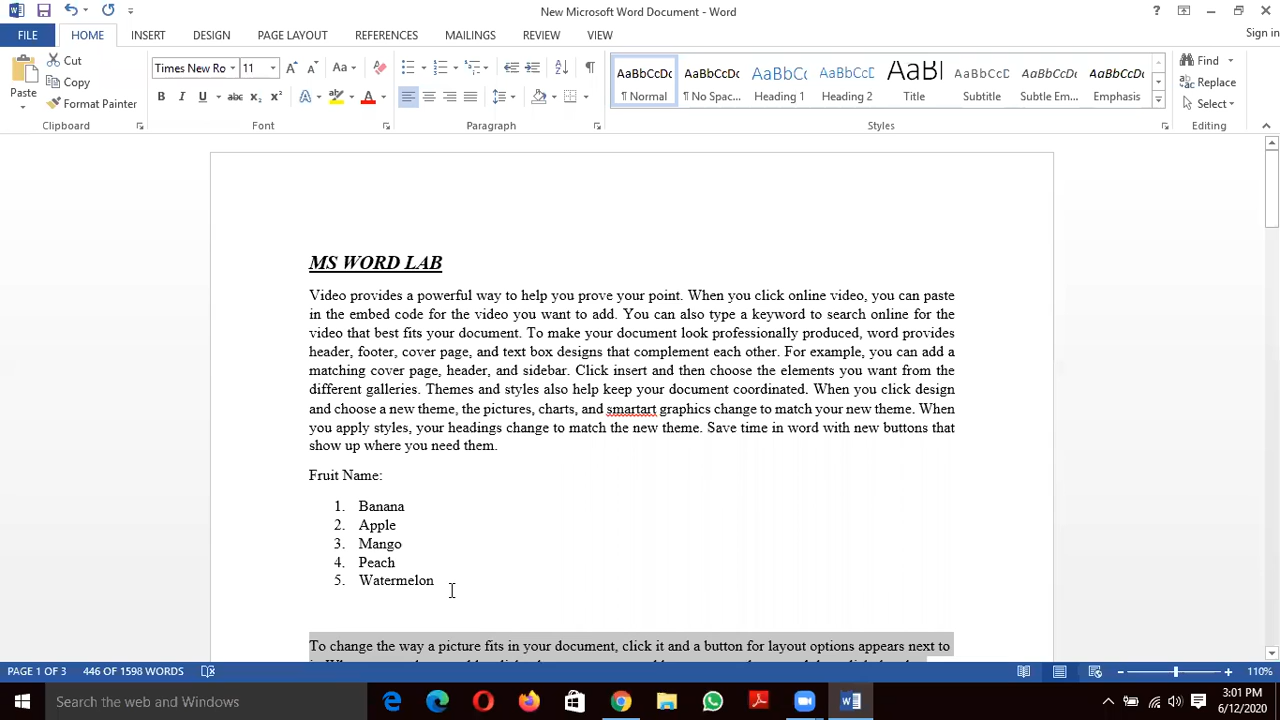 New Microsoft Word Document - Word
FILE HOME INSERT DESIGN PAGE LAYOUT REFERENCES MAILINGS REVIEW VIEW Sign in
Paste
Cut
Copy
Format Painter
Clipboard
Times New Ro 11
Font
Paragraph
AaBbCcDc AaBbCcDc AaBbCc AaBbCcD AaBl AaBbCcD AaBbCcDc AaBbCcDc
¶ Normal ¶ No Spac... Heading 1 Heading 2 Title Subtitle Subtle Em... Emphasis
Styles
Find
Replace
Select
Editing
MS WORD LAB
Video provides a powerful way to help you prove your point. When you click online video, you can paste
in the embed code for the video you want to add. You can also type a keyword to search online for the
video that best fits your document. To make your document look professionally produced, word provides
header, footer, cover page, and text box designs that complement each other. For example, you can add a
matching cover page, header, and sidebar. Click insert and then choose the elements you want from the
different galleries. Themes and styles also help keep your document coordinated. When you click design
and choose a new theme, the pictures, charts, and smartart graphics change to match your new theme. When
you apply styles, your headings change to match the new theme. Save time in word with new buttons that
show up where you need them.
Fruit Name:
1. Banana
2. Apple
3. Mango
4. Peach
5. Watermelon
To change the way a picture fits in your document, click it and a button for layout options appears next to
PAGE 1 OF 3 446 OF 1598 WORDS 110%
Search the web and Windows
3:01 PM
6/12/2020